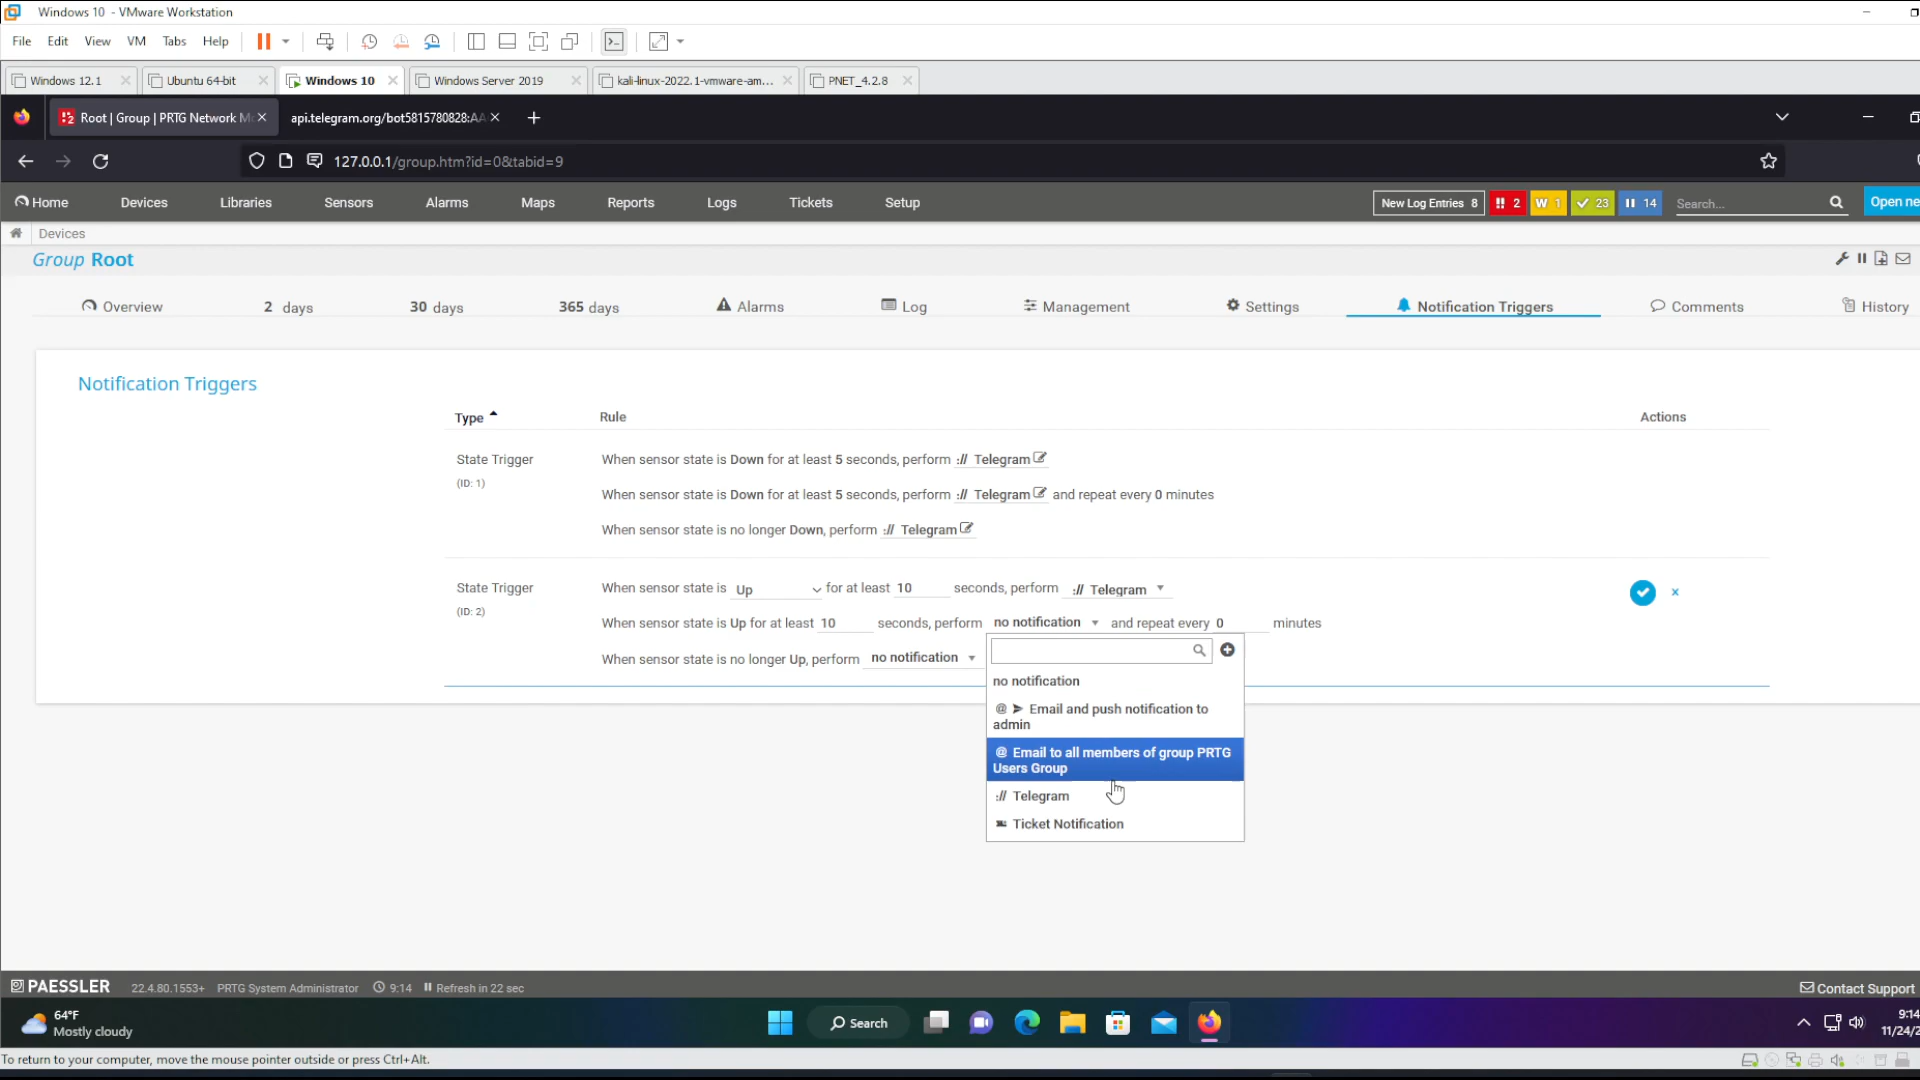 Windows 10 - VMware Workstation
File Edit View VM Tabs Help
Windows 12.1 Ubuntu 64-bit Windows 10 Windows Server 2019 kali-linux-2022.1-vmware-am... PNET_4.2.8
Root | Group | PRTG Network M api.telegram.org/bot5815780828:AA
127.0.0.1/group.htm?id=0&tabid=9
Home Devices Libraries Sensors Alarms Maps Reports Logs Tickets Setup New Log Entries 8 !! 2 W 1 23 14 Search... Open ne
Devices
Group Root
Overview 2 days 30 days 365 days Alarms Log Management Settings Notification Triggers Comments History
Notification Triggers
Type Rule Actions
State Trigger When sensor state is Down for at least 5 seconds, perform :// Telegram
(ID: 1)
When sensor state is Down for at least 5 seconds, perform :// Telegram and repeat every 0 minutes
When sensor state is no longer Down, perform :// Telegram
State Trigger When sensor state is Up for at least 10 seconds, perform :// Telegram
(ID: 2)
When sensor state is Up for at least 10 seconds, perform no notification and repeat every 0 minutes
When sensor state is no longer Up, perform no notification
no notification
@ Email and push notification to
admin
@ Email to all members of group PRTG
Users Group
:// Telegram
Ticket Notification
PAESSLER 22.4.80.1553+ PRTG System Administrator 9:14 Refresh in 22 sec Contact Support
64°F
Mostly cloudy
Search
9:14
11/24/2
To return to your computer, move the mouse pointer outside or press Ctrl+Alt.